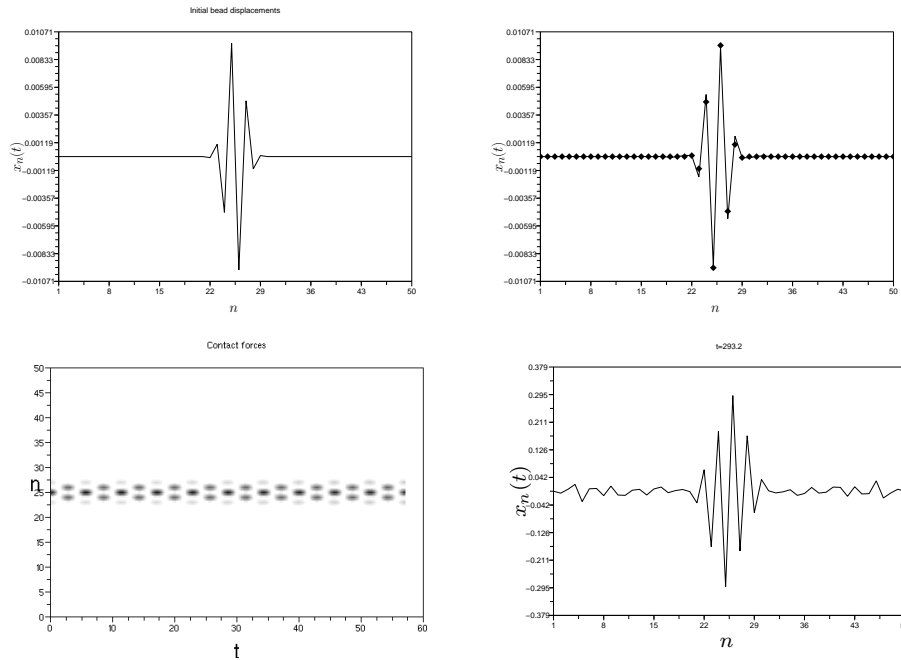 Initial bead displacements
0.01071
0.00833
0.00595
0.00357
0.00119
−0.00119
−0.00357
−0.00595
−0.00833
−0.01071
x_n(t)
1 8 15 22 29 36 43 50
n
0.01071
0.00833
0.00595
0.00357
0.00119
−0.00119
−0.00357
−0.00595
−0.00833
−0.01071
x_n(t)
1 8 15 22 29 36 43 50
n
Contact forces
50
45
40
35
30
25
20
15
10
5
0
n
0 10 20 30 40 50 60
t
t=293.2
0.379
0.295
0.211
0.126
0.042
−0.042
−0.126
−0.211
−0.295
−0.379
x_n(t)
1 8 15 22 29 36 43
n